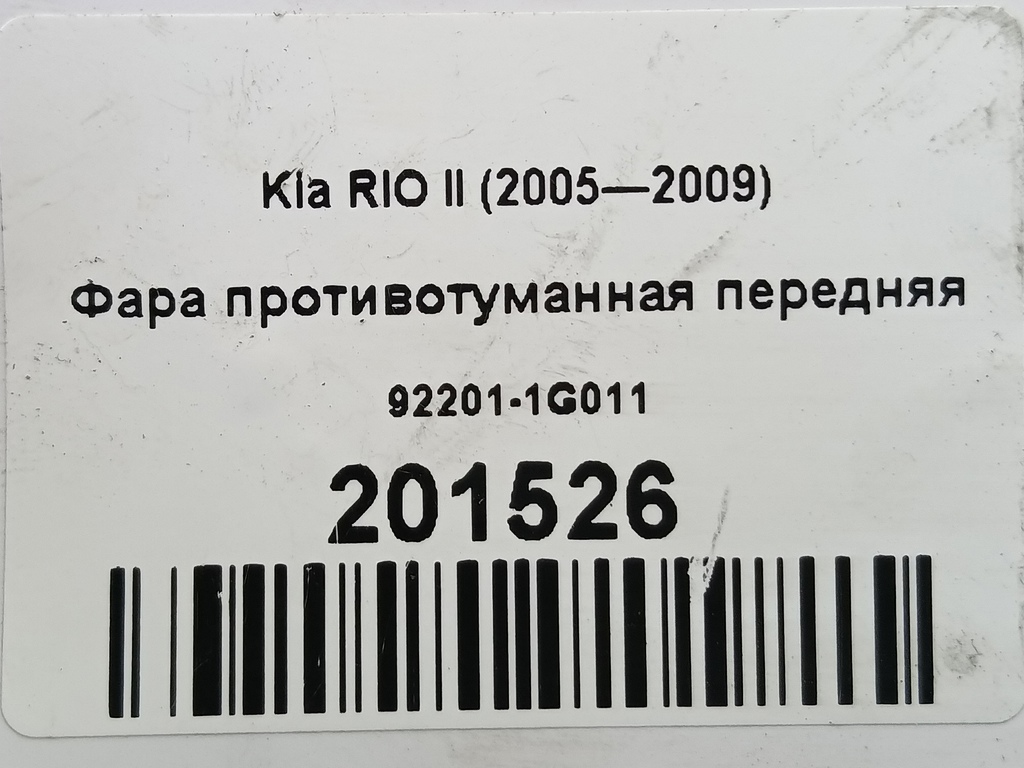 Kia RIO II (2005—2009)
Фара противотуманная передняя
92201-1G011
201526